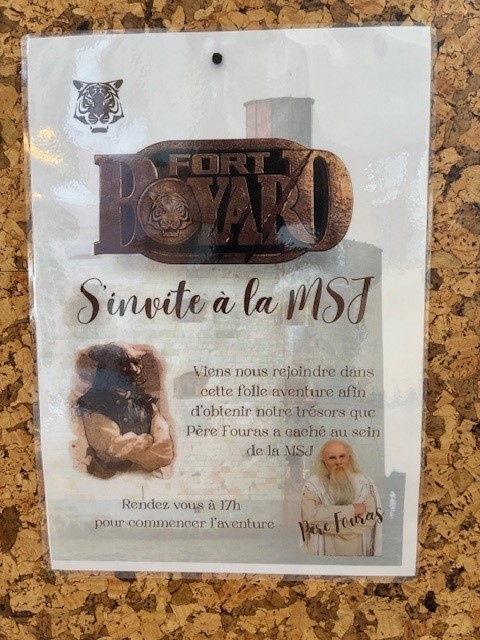 FORT
BOYARD
S'invite à la MSJ
Viens nous rejoindre dans
cette folle aventure afin
d'obtenir notre trésors que
Père Fouras a caché au sein
de la MSJ
Rendez vous à 17h
pour commencer l'aventure
Père Fouras